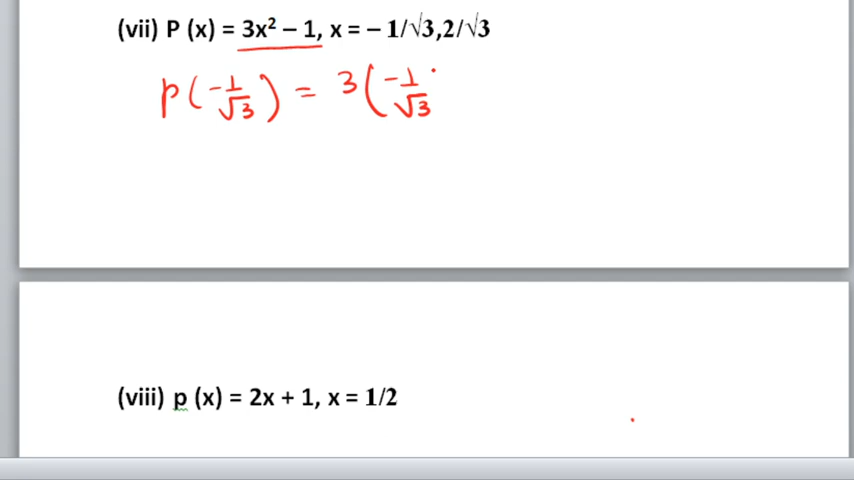 (vii) P (x) = 3x² – 1, x = – 1/√3,2/√3
p(-1/√3) = 3(-1/√3
(viii) p (x) = 2x + 1, x = 1/2